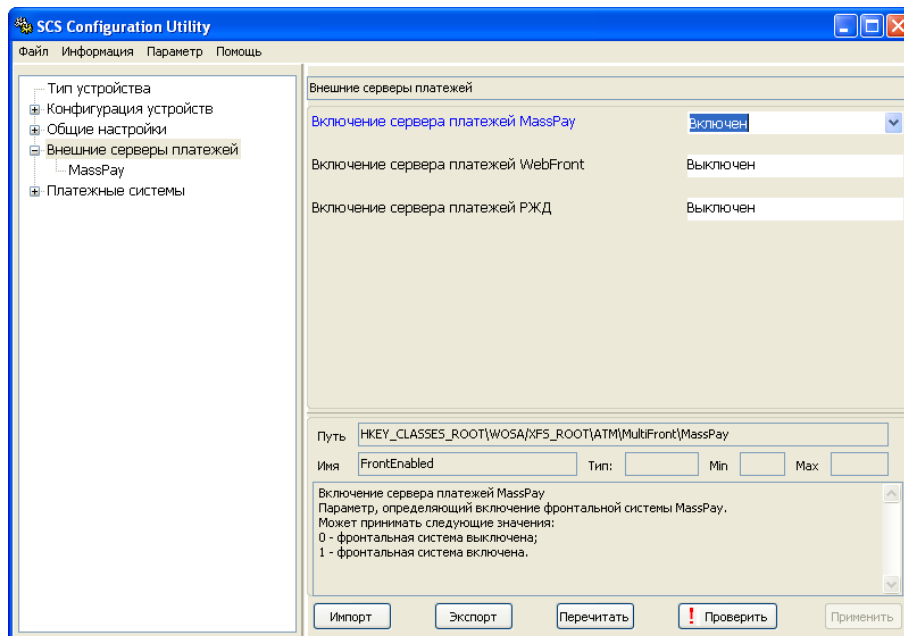 SCS Configuration Utility
Файл Информация Параметр Помощь
Тип устройства
Конфигурация устройств
Общие настройки
Внешние серверы платежей
MassPay
Платежные системы
Внешние серверы платежей
Включение сервера платежей MassPay Включен
Включение сервера платежей WebFront Выключен
Включение сервера платежей РЖД Выключен
Путь HKEY_CLASSES_ROOT\WOSA/XFS_ROOT\ATM\MultiFront\MassPay
Имя FrontEnabled Тип: Min Max
Включение сервера платежей MassPay
Параметр, определяющий включение фронтальной системы MassPay.
Может принимать следующие значения:
0 - фронтальная система выключена;
1 - фронтальная система включена.
Импорт Экспорт Перечитать ! Проверить Применить